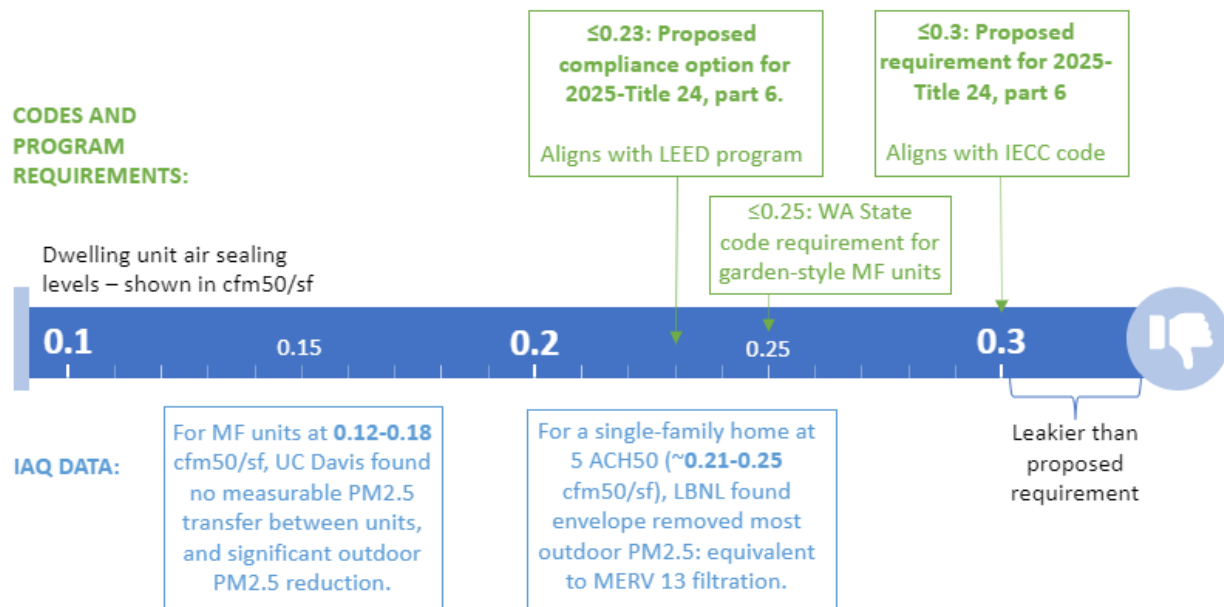 ≤0.23: Proposed
compliance option for
2025-Title 24, part 6.
Aligns with LEED program
≤0.3: Proposed
requirement for 2025-
Title 24, part 6
Aligns with IECC code
CODES AND
PROGRAM
REQUIREMENTS:
≤0.25: WA State
code requirement for
garden-style MF units
Dwelling unit air sealing
levels – shown in cfm50/sf
0.1 0.15 0.2 0.25 0.3
IAQ DATA:
For MF units at 0.12-0.18
cfm50/sf, UC Davis found
no measurable PM2.5
transfer between units,
and significant outdoor
PM2.5 reduction.
For a single-family home at
5 ACH50 (~0.21-0.25
cfm50/sf), LBNL found
envelope removed most
outdoor PM2.5: equivalent
to MERV 13 filtration.
Leakier than
proposed
requirement